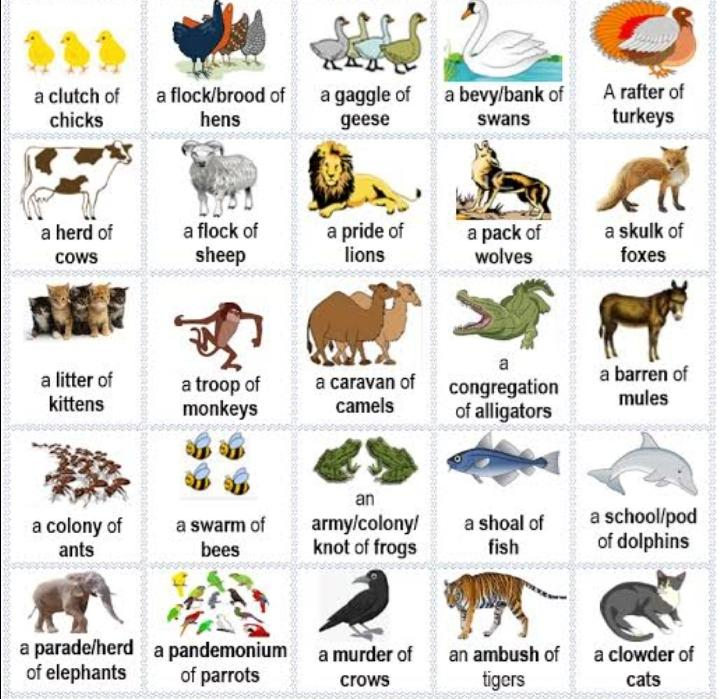 a clutch of
chicks
a flock/brood of
hens
a gaggle of
geese
a bevy/bank of
swans
A rafter of
turkeys
a herd of
cows
a flock of
sheep
a pride of
lions
a pack of
wolves
a skulk of
foxes
a litter of
kittens
a troop of
monkeys
a caravan of
camels
a
congregation
of alligators
a barren of
mules
a colony of
ants
a swarm of
bees
an
army/colony/
knot of frogs
a shoal of
fish
a school/pod
of dolphins
a parade/herd
of elephants
a pandemonium
of parrots
a murder of
crows
an ambush of
tigers
a clowder of
cats